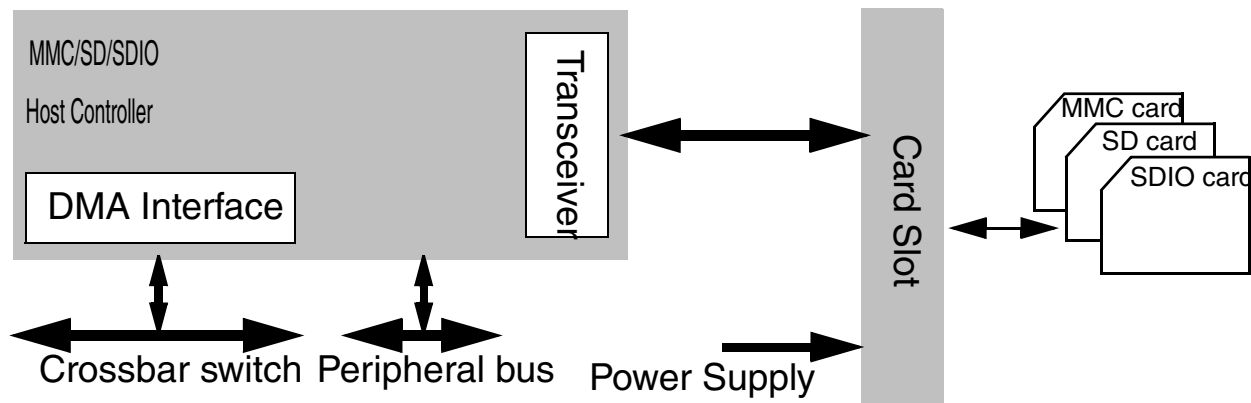 MMC/SD/SDIO
Host Controller
DMA Interface
Transceiver
Card Slot
MMC card
SD card
SDIO card
Crossbar switch
Peripheral bus
Power Supply